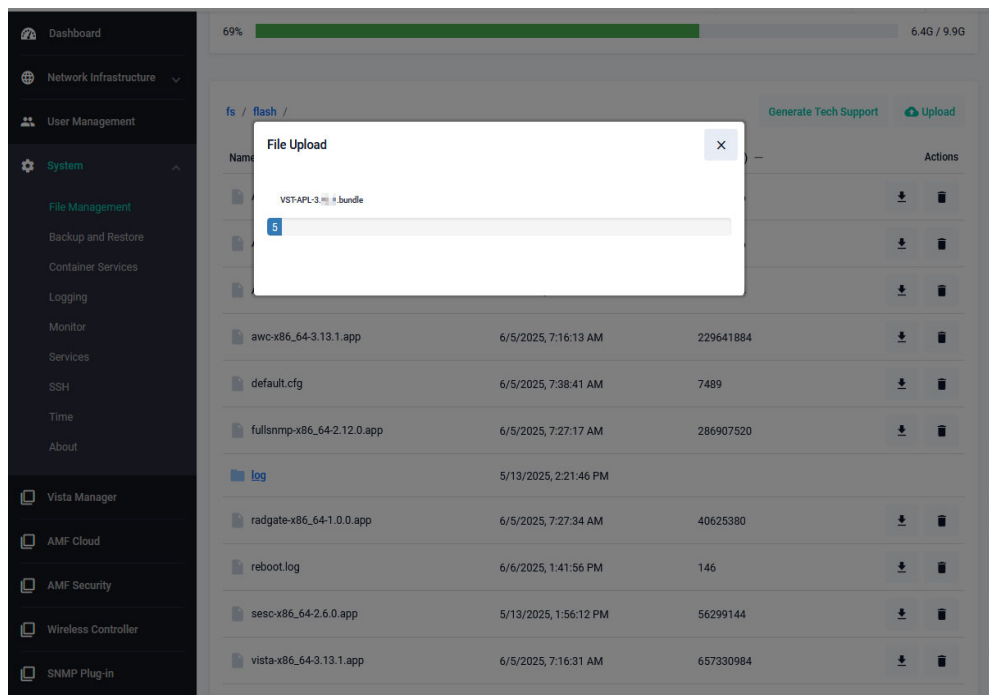 Dashboard
69%
6.4G / 9.9G
Network Infrastructure
fs / flash /
Generate Tech Support
Upload
User Management
File Upload
Name
Actions
System
VST-APL-3. .bundle
File Management
5
Backup and Restore
Container Services
Logging
Monitor
awc-x86_64-3.13.1.app 6/5/2025, 7:16:13 AM 229641884
Services
SSH
default.cfg 6/5/2025, 7:38:41 AM 7489
Time
fullsnmp-x86_64-2.12.0.app 6/5/2025, 7:27:17 AM 286907520
About
log 5/13/2025, 2:21:46 PM
Vista Manager
radgate-x86_64-1.0.0.app 6/5/2025, 7:27:34 AM 40625380
AMF Cloud
reboot.log 6/6/2025, 1:41:56 PM 146
AMF Security
sesc-x86_64-2.6.0.app 5/13/2025, 1:56:12 PM 56299144
Wireless Controller
vista-x86_64-3.13.1.app 6/5/2025, 7:16:31 AM 657330984
SNMP Plug-in